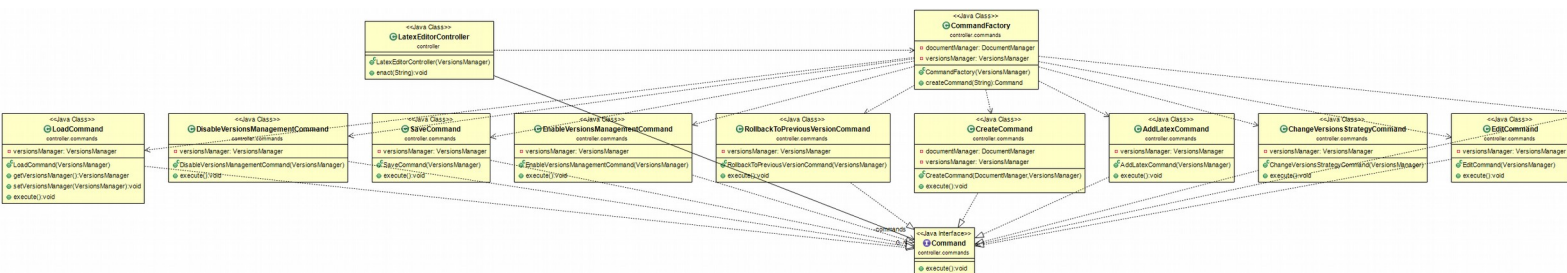 <<Java Class>>
LatexEditorController
controller
LatexEditorController(VersionsManager)
enact(String):void
<<Java Class>>
CommandFactory
controller.commands
documentManager: DocumentManager
versionsManager: VersionsManager
CommandFactory(VersionsManager)
createCommand(String):Command
<<Java Class>>
LoadCommand
controller.commands
versionsManager: VersionsManager
LoadCommand(VersionsManager)
getVersionsManager():VersionsManager
setVersionsManager(VersionsManager):void
execute():void
<<Java Class>>
DisableVersionsManagementCommand
controller.commands
versionsManager: VersionsManager
DisableVersionsManagementCommand(VersionsManager)
execute():void
<<Java Class>>
SaveCommand
controller.commands
versionsManager: VersionsManager
SaveCommand(VersionsManager)
execute():void
<<Java Class>>
EnableVersionsManagementCommand
controller.commands
versionsManager: VersionsManager
EnableVersionsManagementCommand(VersionsManager)
execute():void
<<Java Class>>
RollbackToPreviousVersionCommand
controller.commands
versionsManager: VersionsManager
RollbackToPreviousVersionCommand(VersionsManager)
execute():void
<<Java Class>>
CreateCommand
controller.commands
documentManager: DocumentManager
versionsManager: VersionsManager
CreateCommand(DocumentManager,VersionsManager)
execute():void
<<Java Class>>
AddLatexCommand
controller.commands
versionsManager: VersionsManager
AddLatexCommand(VersionsManager)
execute():void
<<Java Class>>
ChangeVersionsStrategyCommand
controller.commands
versionsManager: VersionsManager
ChangeVersionsStrategyCommand(VersionsManager)
execute():void
<<Java Class>>
EditCommand
controller.commands
versionsManager: VersionsManager
EditCommand(VersionsManager)
execute():void
-commands
<<Java Interface>>
Command
controller.commands
execute():void